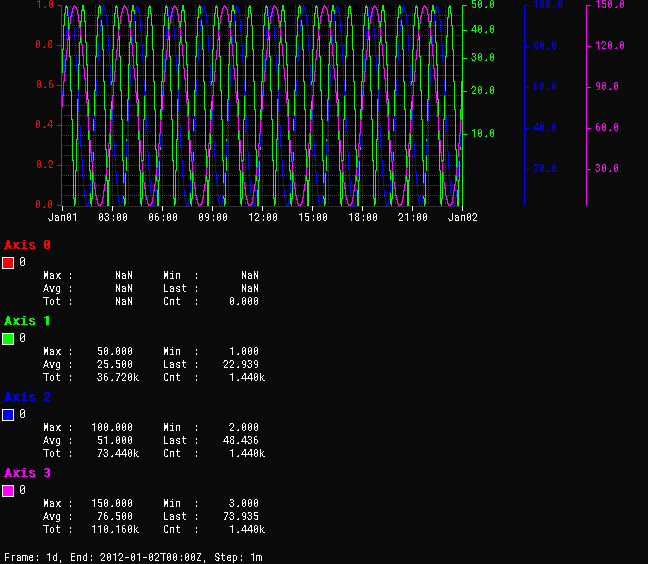 1.0 50.0 100.0 150.0
0.8 40.0 80.0 120.0
0.6 30.0 60.0 90.0
0.4 20.0 40.0 60.0
0.2 10.0 20.0 30.0
0.0
Jan01 03:00 06:00 09:00 12:00 15:00 18:00 21:00 Jan02
Axis 0
0
Max : NaN Min : NaN
Avg : NaN Last : NaN
Tot : NaN Cnt : 0.000
Axis 1
0
Max : 50.000 Min : 1.000
Avg : 25.500 Last : 22.939
Tot : 36.720k Cnt : 1.440k
Axis 2
0
Max : 100.000 Min : 2.000
Avg : 51.000 Last : 48.436
Tot : 73.440k Cnt : 1.440k
Axis 3
0
Max : 150.000 Min : 3.000
Avg : 76.500 Last : 73.935
Tot : 110.160k Cnt : 1.440k
Frame: 1d, End: 2012-01-02T00:00Z, Step: 1m